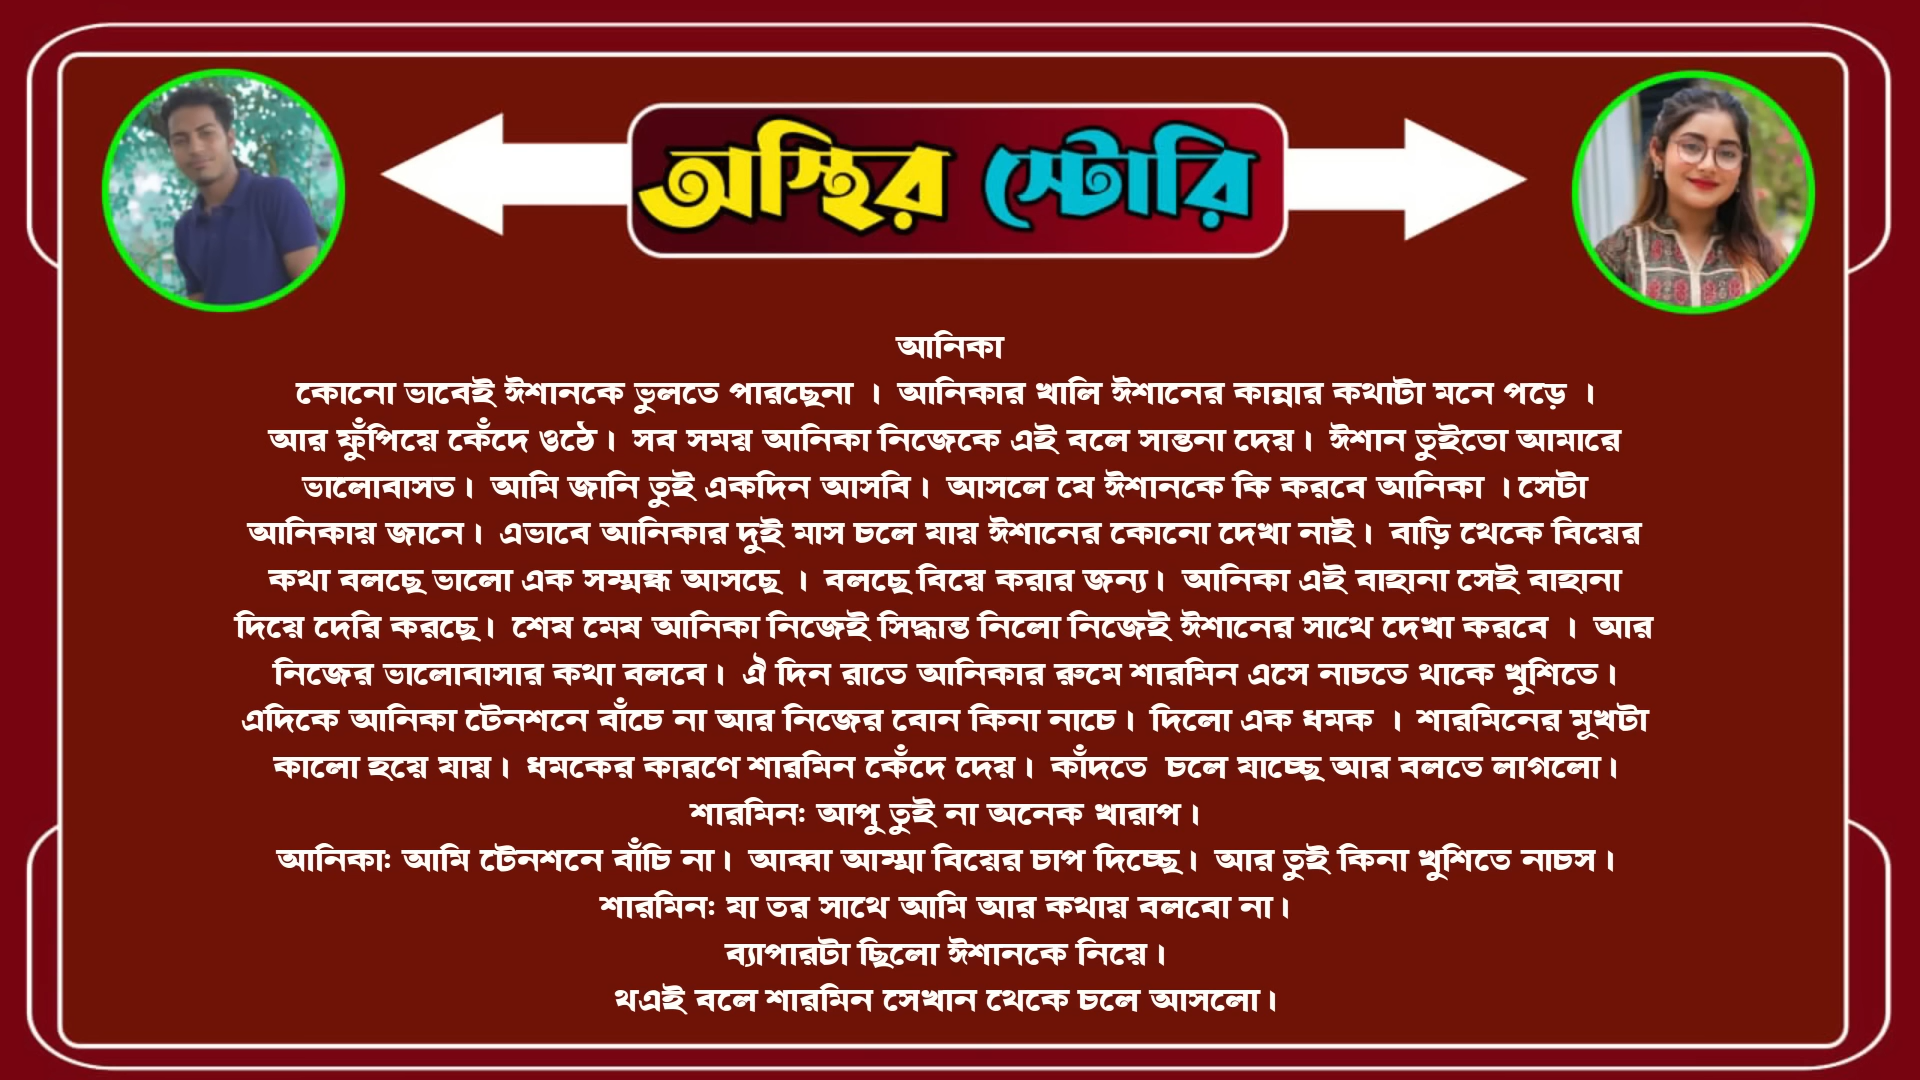 অস্থির স্টোরি
আনিকা
কোনো ভাবেই ঈশানকে ভুলতে পারছেনা । আনিকার খালি ঈশানের কান্নার কথাটা মনে পড়ে ।
আর ফুঁপিয়ে কেঁদে ওঠে। সব সময় আনিকা নিজেকে এই বলে সান্তনা দেয়। ঈশান তুইতো আমারে
ভালোবাসত। আমি জানি তুই একদিন আসবি। আসলে যে ঈশানকে কি করবে আনিকা । সেটা
আনিকায় জানে। এভাবে আনিকার দুই মাস চলে যায় ঈশানের কোনো দেখা নাই। বাড়ি থেকে বিয়ের
কথা বলছে ভালো এক সম্মন্ধ আসছে । বলছে বিয়ে করার জন্য। আনিকা এই বাহানা সেই বাহানা
দিয়ে দেরি করছে। শেষ মেষ আনিকা নিজেই সিদ্ধান্ত নিলো নিজেই ঈশানের সাথে দেখা করবে । আর
নিজের ভালোবাসার কথা বলবে। ঐ দিন রাতে আনিকার রুমে শারমিন এসে নাচতে থাকে খুশিতে।
এদিকে আনিকা টেনশনে বাঁচে না আর নিজের বোন কিনা নাচে। দিলো এক ধমক । শারমিনের মূখটা
কালো হয়ে যায়। ধমকের কারণে শারমিন কেঁদে দেয়। কাঁদতে চলে যাচ্ছে আর বলতে লাগলো।
শারমিনঃ আপু তুই না অনেক খারাপ।
আনিকাঃ আমি টেনশনে বাঁচি না। আব্বা আম্মা বিয়ের চাপ দিচ্ছে। আর তুই কিনা খুশিতে নাচস।
শারমিনঃ যা তর সাথে আমি আর কথায় বলবো না।
ব্যাপারটা ছিলো ঈশানকে নিয়ে।
থএই বলে শারমিন সেখান থেকে চলে আসলো।